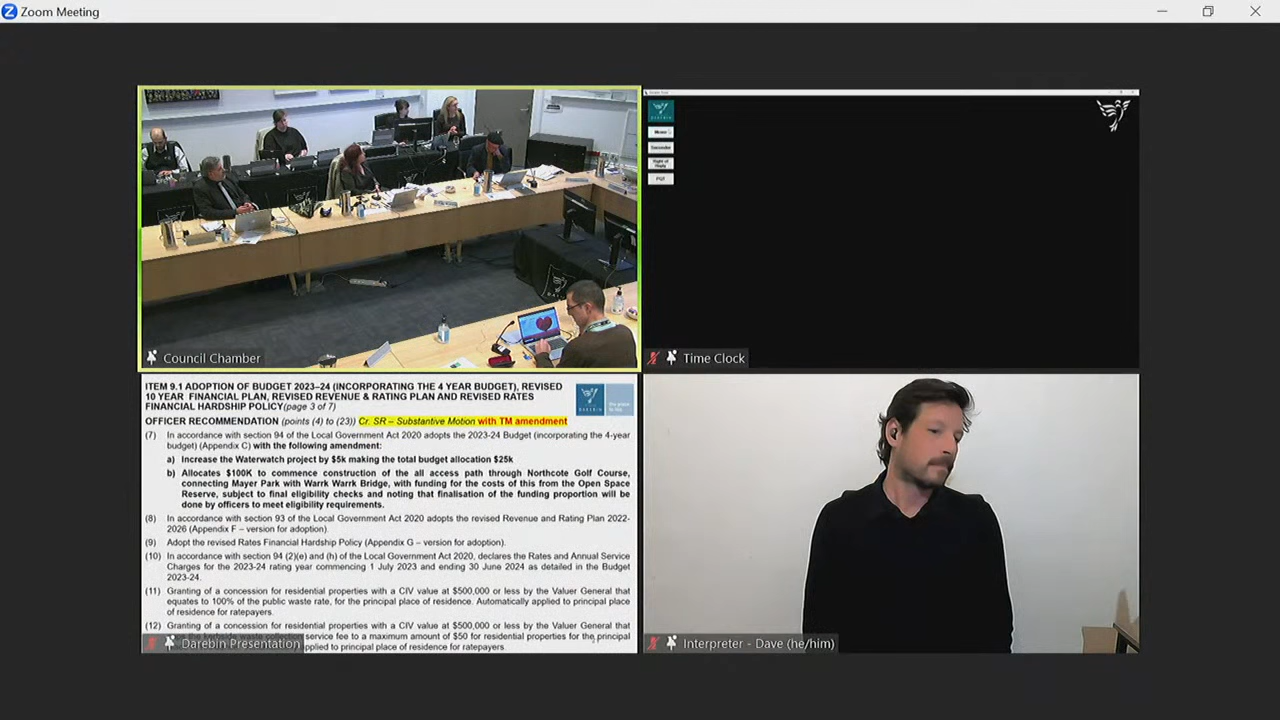 Zoom Meeting
Council Chamber
Time Clock
ITEM 9.1 ADOPTION OF BUDGET 2023–24 (INCORPORATING THE 4 YEAR BUDGET), REVISED
10 YEAR FINANCIAL PLAN, REVISED REVENUE & RATING PLAN AND REVISED RATES
FINANCIAL HARDSHIP POLICY(page 3 of 7)
OFFICER RECOMMENDATION (points (4) to (23)) Cr. SR – Substantive Motion with TM amendment
(7) In accordance with section 94 of the Local Government Act 2020 adopts the 2023-24 Budget (incorporating the 4-year
budget) (Appendix C) with the following amendment:
a) Increase the Waterwatch project by $5k making the total budget allocation $25k
b) Allocates $100K to commence construction of the all access path through Northcote Golf Course,
connecting Mayer Park with Warrk Warrk Bridge, with funding for the costs of this from the Open Space
Reserve, subject to final eligibility checks and noting that finalisation of the funding proportion will be
done by officers to meet eligibility requirements.
(8) In accordance with section 93 of the Local Government Act 2020 adopts the revised Revenue and Rating Plan 2022-
2026 (Appendix F – version for adoption).
(9) Adopt the revised Rates Financial Hardship Policy (Appendix G – version for adoption).
(10) In accordance with section 94 (2)(e) and (h) of the Local Government Act 2020, declares the Rates and Annual Service
Charges for the 2023-24 rating year commencing 1 July 2023 and ending 30 June 2024 as detailed in the Budget
2023-24.
(11) Granting of a concession for residential properties with a CIV value at $500,000 or less by the Valuer General that
equates to 100% of the public waste rate, for the principal place of residence. Automatically applied to principal place
of residence for ratepayers.
(12) Granting of a concession for residential properties with a CIV value at $500,000 or less by the Valuer General that
service fee to a maximum amount of $50 for residential properties for the principal
applied to principal place of residence for ratepayers.
Darebin Presentation
Interpreter - Dave (he/him)